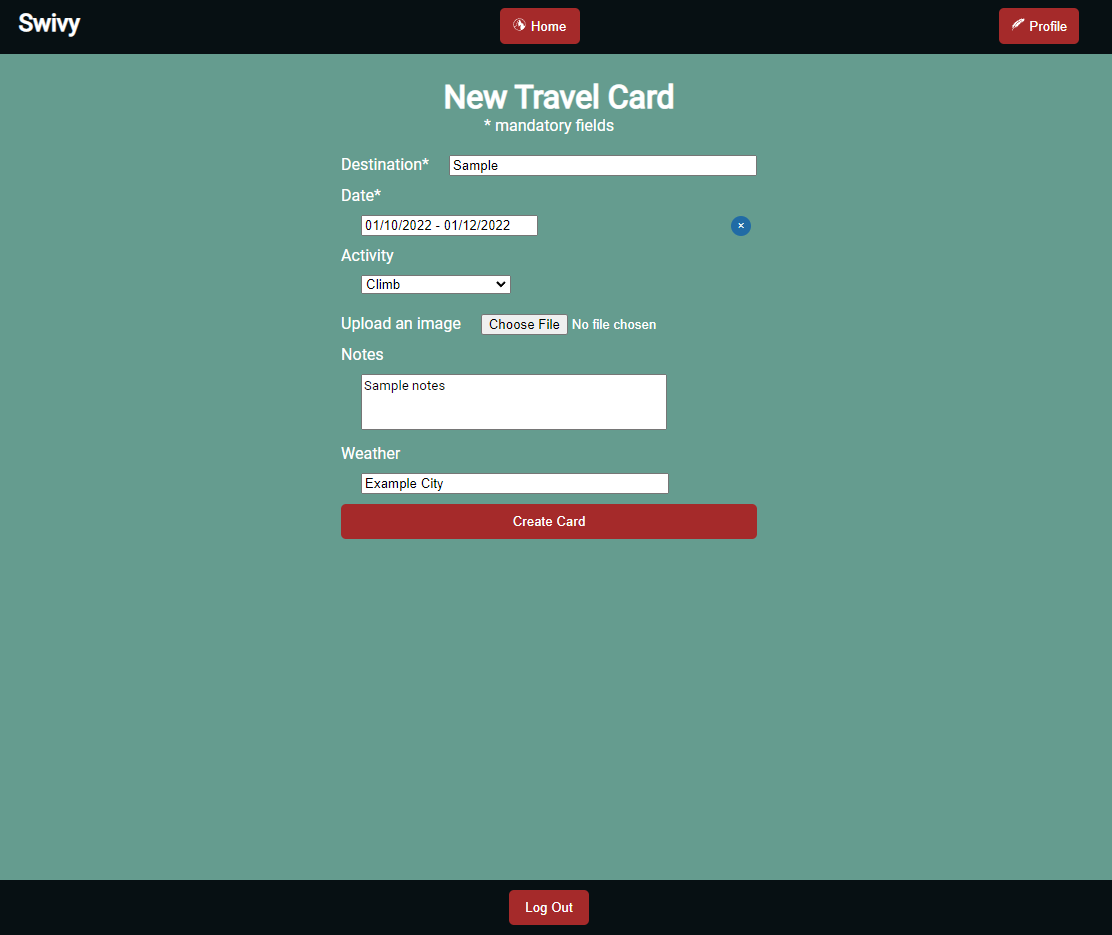 Swivy
Home
Profile
New Travel Card
* mandatory fields
Destination* Sample
Date*
01/10/2022 - 01/12/2022
×
Activity
Climb
Upload an image Choose File No file chosen
Notes
Sample notes
Weather
Example City
Create Card
Log Out